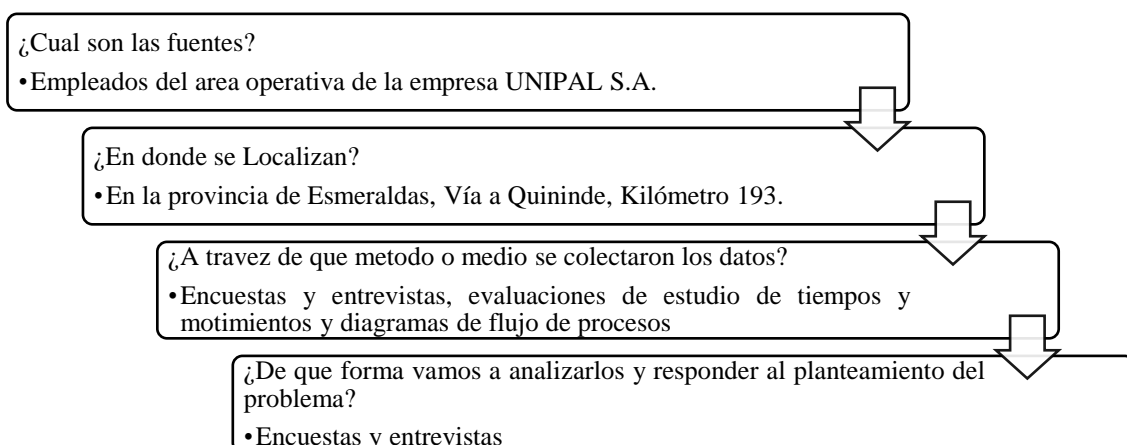 ¿Cual son las fuentes?
•Empleados del area operativa de la empresa UNIPAL S.A.
¿En donde se Localizan?
•En la provincia de Esmeraldas, Vía a Quininde, Kilómetro 193.
¿A travez de que metodo o medio se colectaron los datos?
•Encuestas y entrevistas, evaluaciones de estudio de tiempos y
motimientos y diagramas de flujo de procesos
¿De que forma vamos a analizarlos y responder al planteamiento del
problema?
•Encuestas y entrevistas